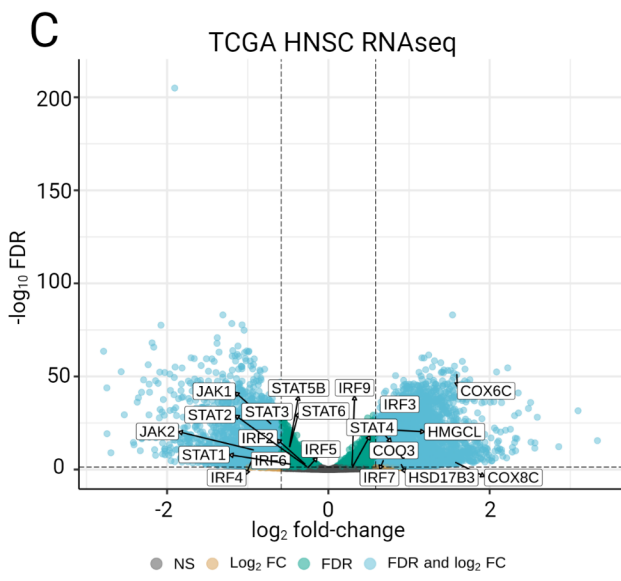 C
TCGA HNSC RNAseq
-log₁₀ FDR
200
150
100
50
0
JAK1
STAT5B
IRF9
COX6C
STAT2
STAT3
STAT6
IRF3
JAK2
IRF2
STAT4
HMGCL
STAT1
IRF6
IRF5
COQ3
IRF4
IRF7
HSD17B3
COX8C
-2
0
2
log₂ fold-change
NS
Log₂ FC
FDR
FDR and log₂ FC